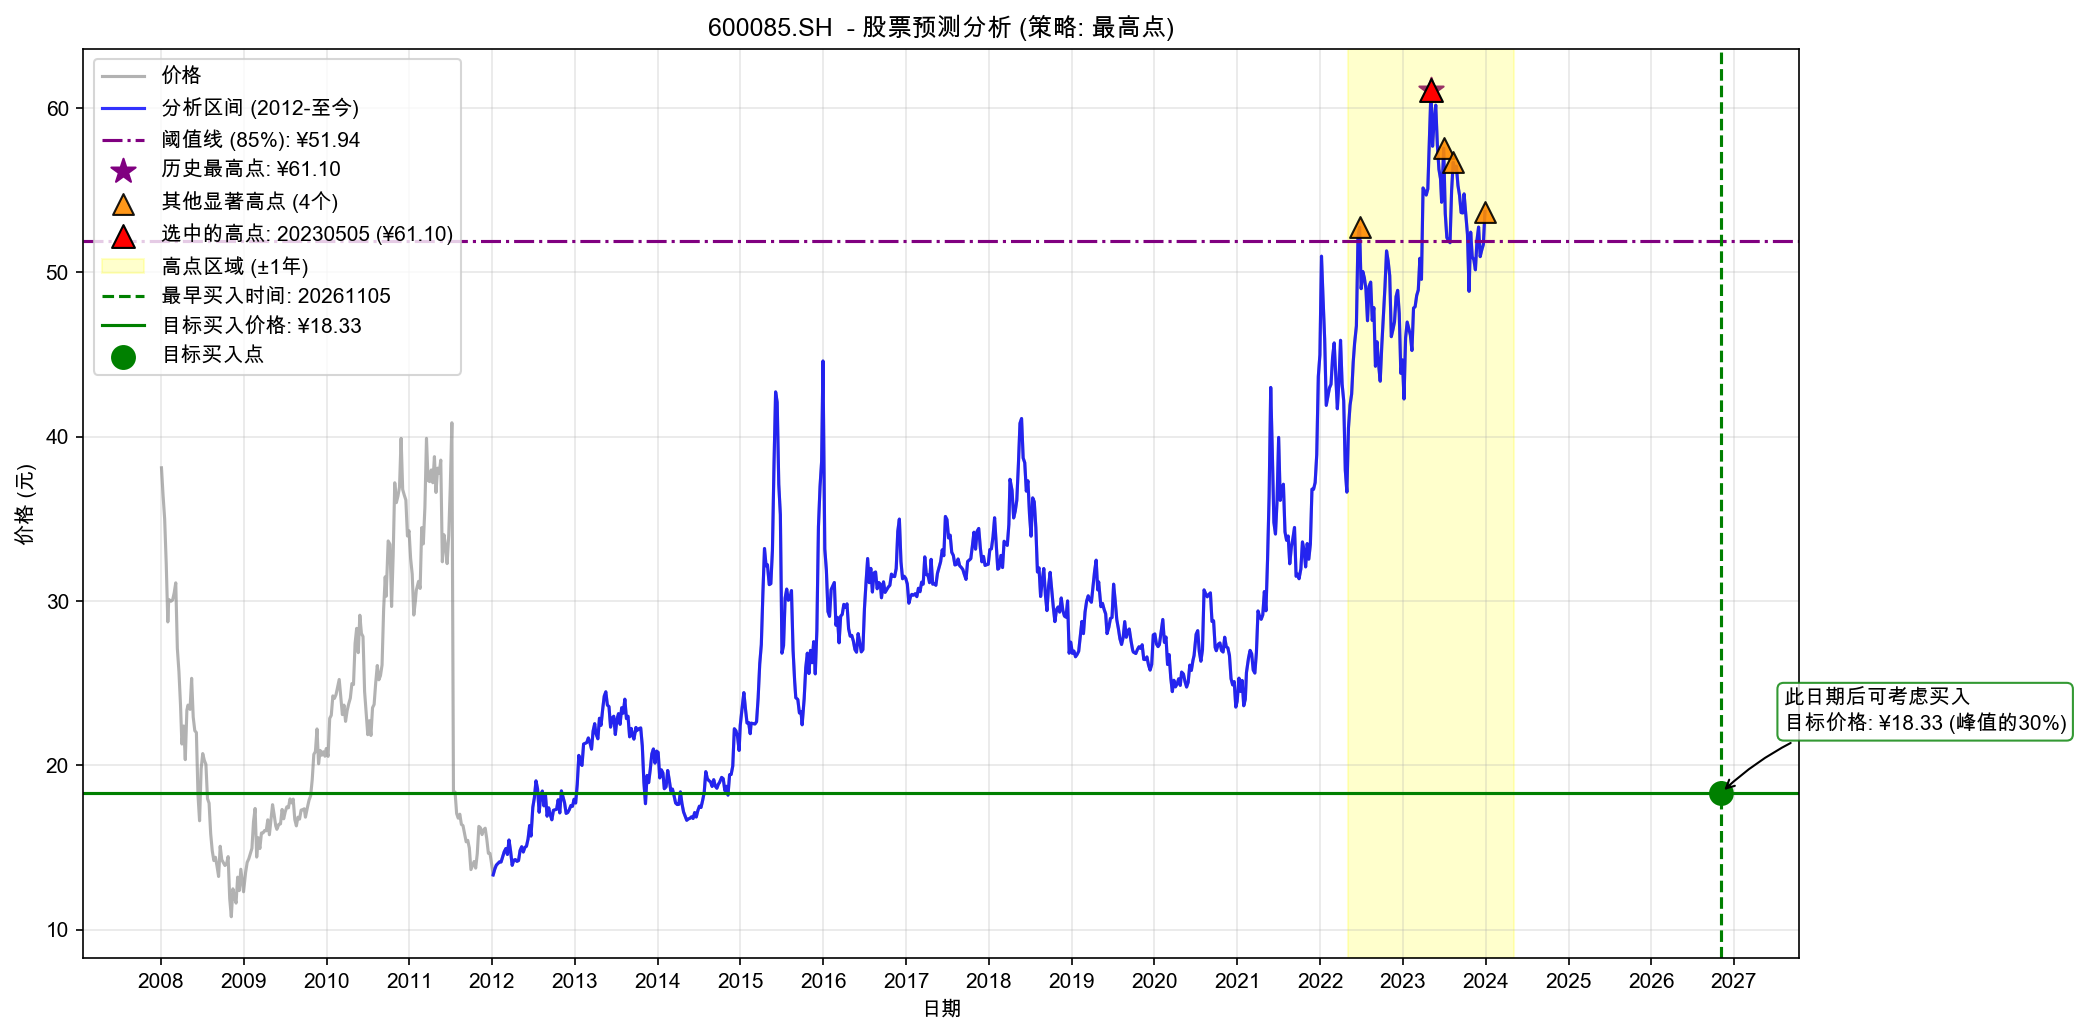 600085.SH - 股票预测分析 (策略: 最高点)
价格
分析区间 (2012-至今)
阈值线 (85%): ¥51.94
历史最高点: ¥61.10
其他显著高点 (4个)
选中的高点: 20230505 (¥61.10)
高点区域 (±1年)
最早买入时间: 20261105
目标买入价格: ¥18.33
目标买入点
价格 (元)
60
50
40
30
20
10
此日期后可考虑买入
目标价格: ¥18.33 (峰值的30%)
2008 2009 2010 2011 2012 2013 2014 2015 2016 2017 2018 2019 2020 2021 2022 2023 2024 2025 2026 2027
日期